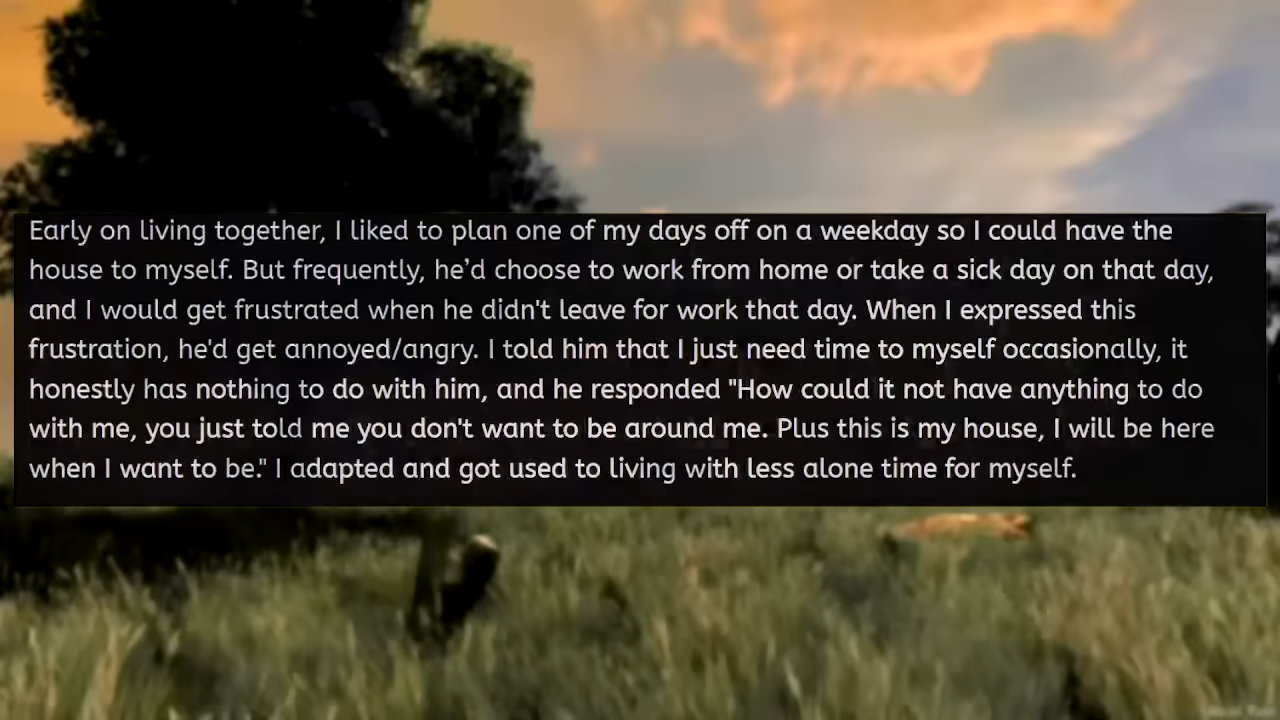 Early on living together, I liked to plan one of my days off on a weekday so I could have the
house to myself. But frequently, he’d choose to work from home or take a sick day on that day,
and I would get frustrated when he didn't leave for work that day. When I expressed this
frustration, he'd get annoyed/angry. I told him that I just need time to myself occasionally, it
honestly has nothing to do with him, and he responded "How could it not have anything to do
with me, you just told me you don't want to be around me. Plus this is my house, I will be here
when I want to be." I adapted and got used to living with less alone time for myself.